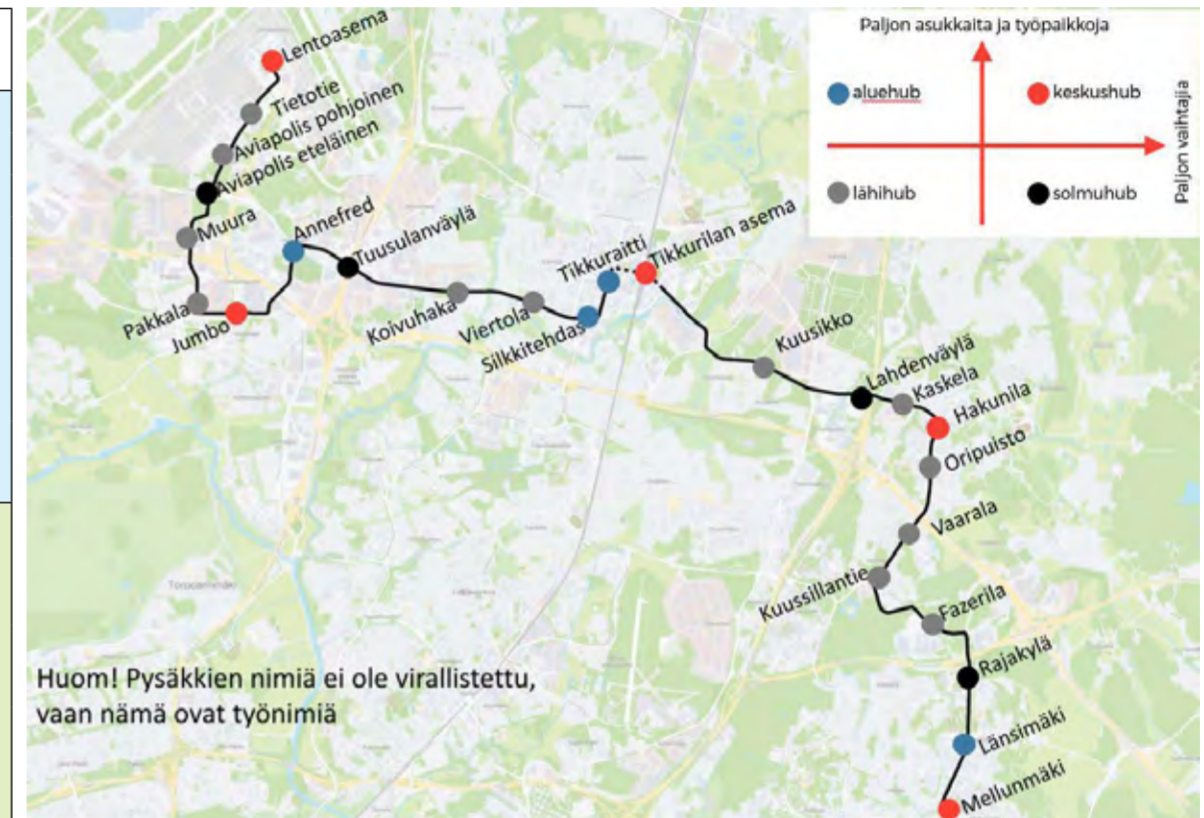 Paljon asukkaita ja työpaikkoja
aluehub
keskushub
Paljon vaihtajia
lähihub
solmuhub
Lentoasema
Tietotie
Aviapolis pohjoinen
Aviapolis eteläinen
Muura
Annefred
Tuusulanväylä
Pakkala
Jumbo
Koivuhaka
Viertola
Silkkitehdas
Tikkuraitti
Tikkurilan asema
Kuusikko
Lahdenväylä
Kaskela
Hakunila
Oripuisto
Vaarala
Kuussillantie
Fazerila
Rajakylä
Länsimäki
Mellunmäki
Huom! Pysäkkien nimiä ei ole virallistettu,
vaan nämä ovat työnimiä